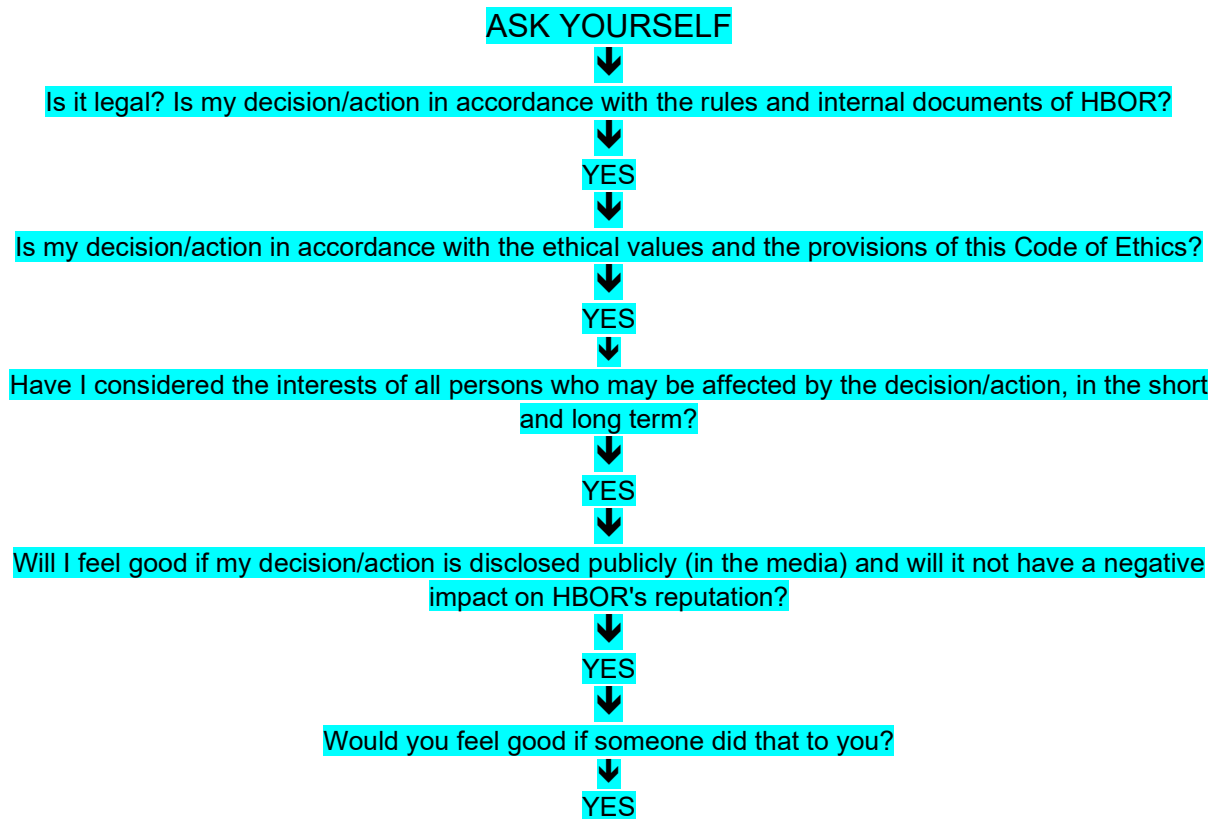 ASK YOURSELF
🡻
Is it legal? Is my decision/action in accordance with the rules and internal documents of HBOR?
🡻
YES
🡻
Is my decision/action in accordance with the ethical values and the provisions of this Code of Ethics?
🡻
YES
🡻
Have I considered the interests of all persons who may be affected by the decision/action, in the short
and long term?
🡻
YES
🡻
Will I feel good if my decision/action is disclosed publicly (in the media) and will it not have a negative
impact on HBOR's reputation?
🡻
YES
🡻
Would you feel good if someone did that to you?
🡻
YES